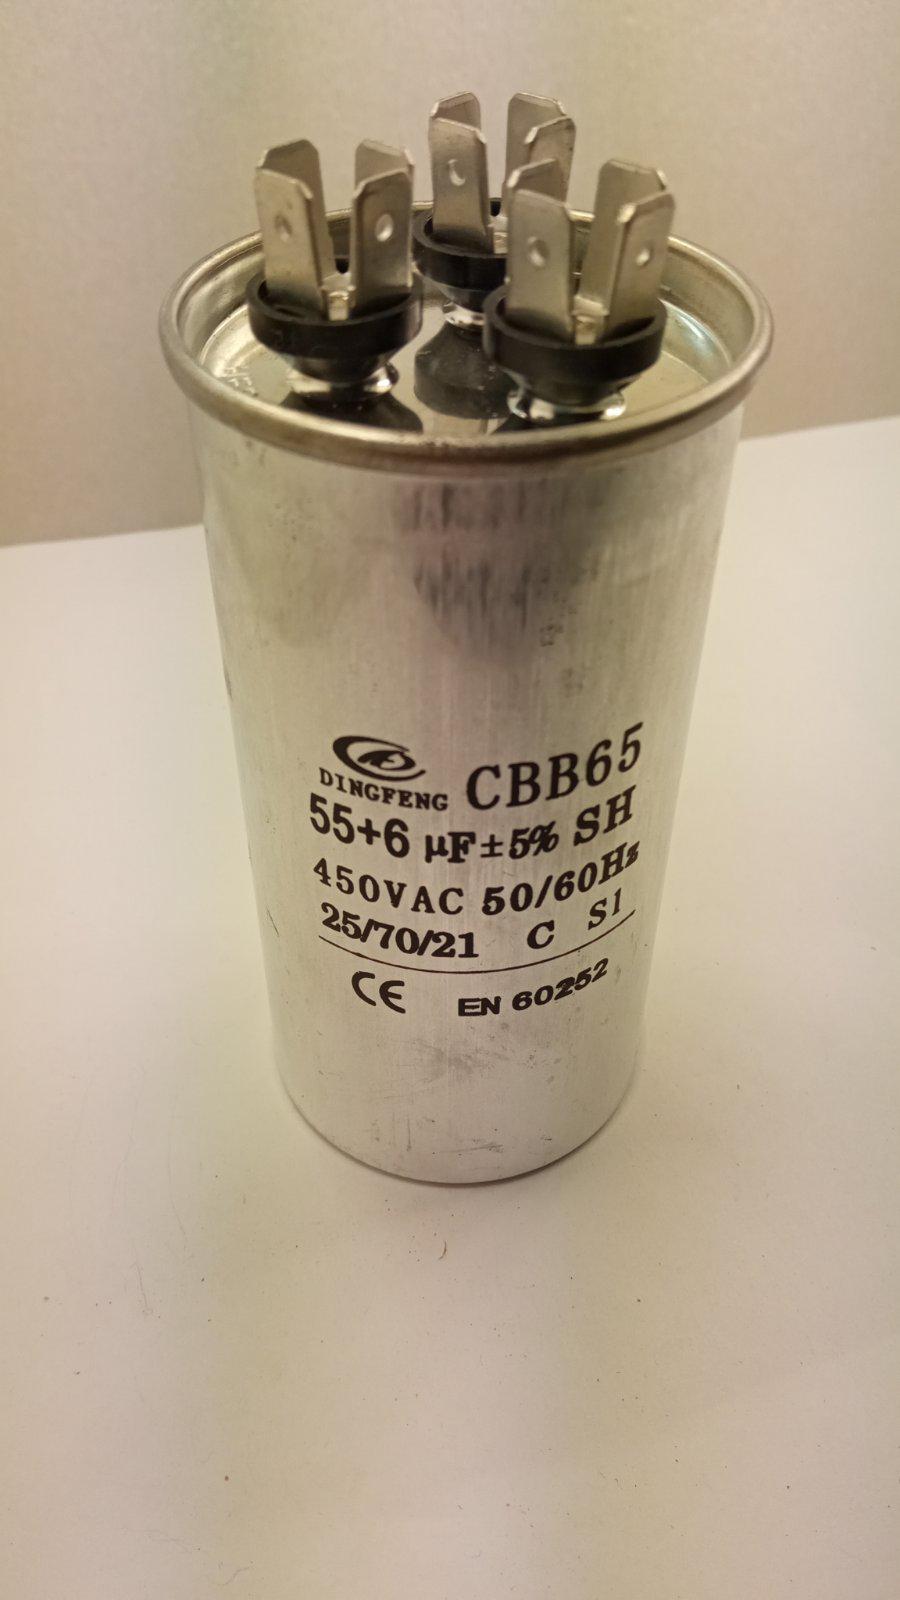 DINGFENG CBB65
55+6 μF±5% SH
450VAC 50/60Hz
25/70/21 C S1
CE EN 60252